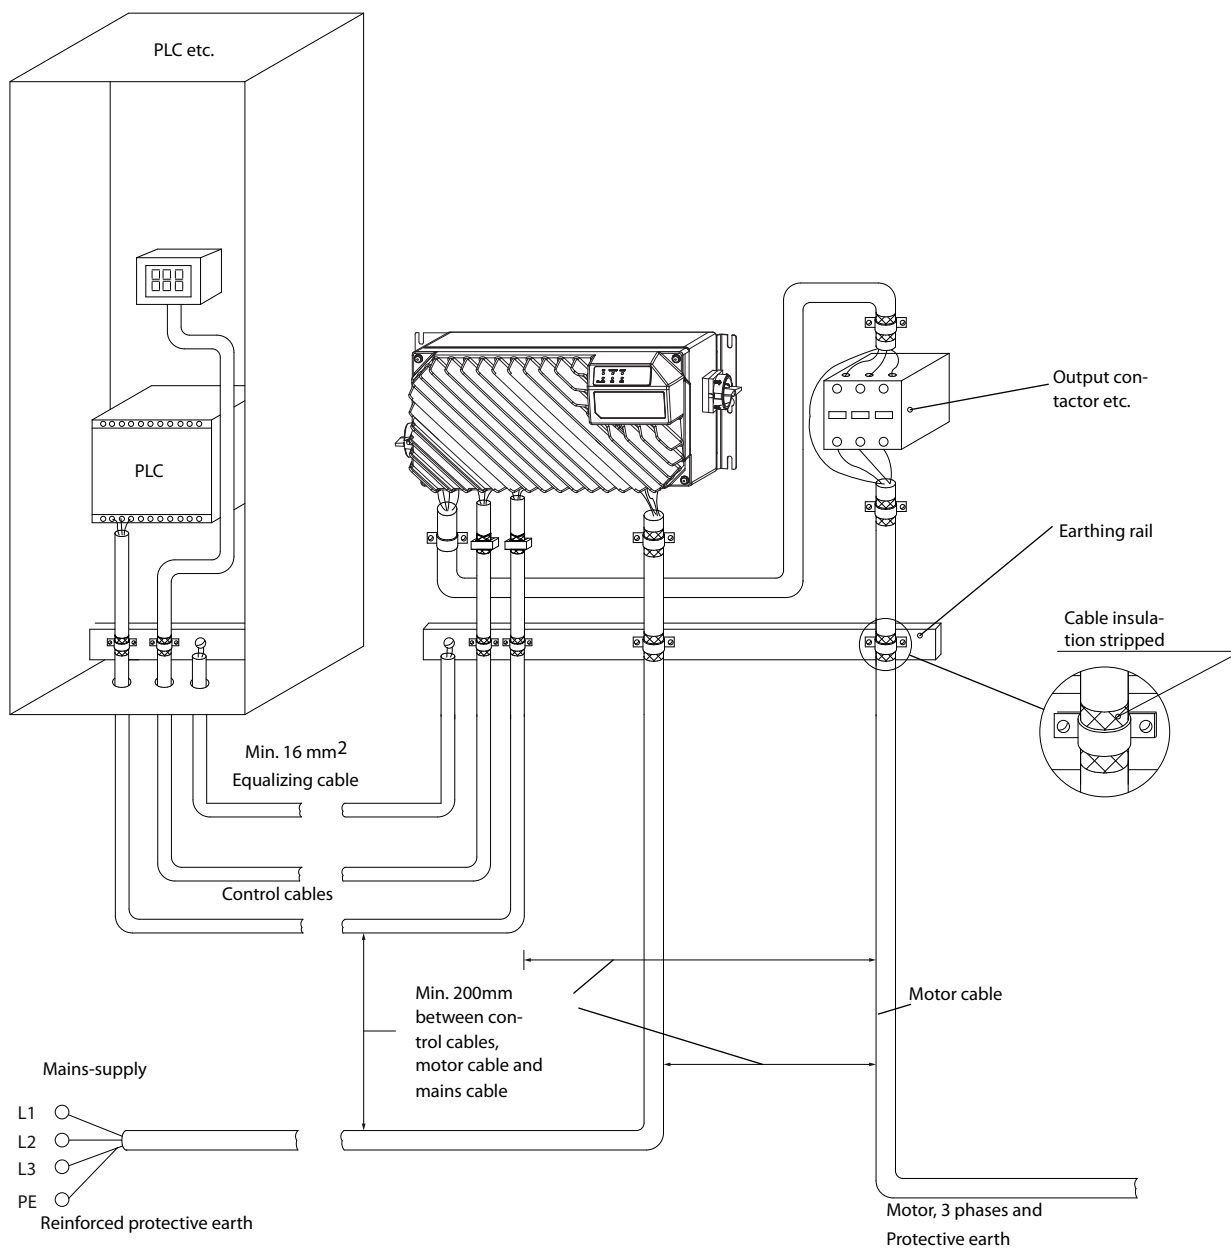 PLC etc.
Output con-
tactor etc.
PLC
Earthing rail
Cable insula-
tion stripped
Min. 16 mm2
Equalizing cable
Control cables
Min. 200mm
between con-
trol cables,
motor cable and
mains cable
Motor cable
Mains-supply
L1
L2
L3
PE
Reinforced protective earth
Motor, 3 phases and
Protective earth